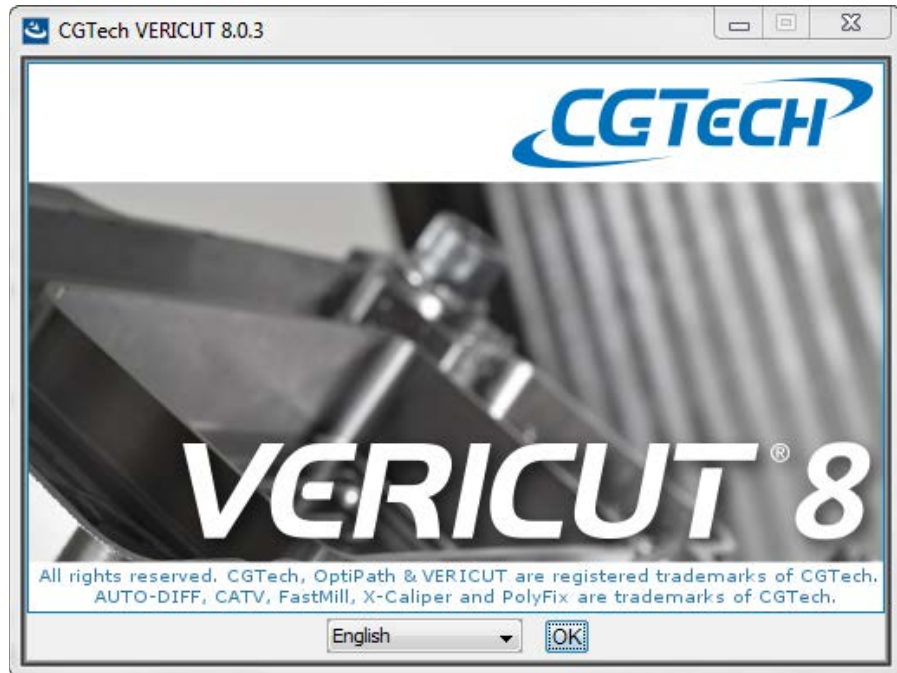 CGTech VERICUT 8.0.3
CGTECH
VERICUT® 8
All rights reserved. CGTech, OptiPath & VERICUT are registered trademarks of CGTech.
AUTO-DIFF, CATV, FastMill, X-Caliper and PolyFix are trademarks of CGTech.
English OK